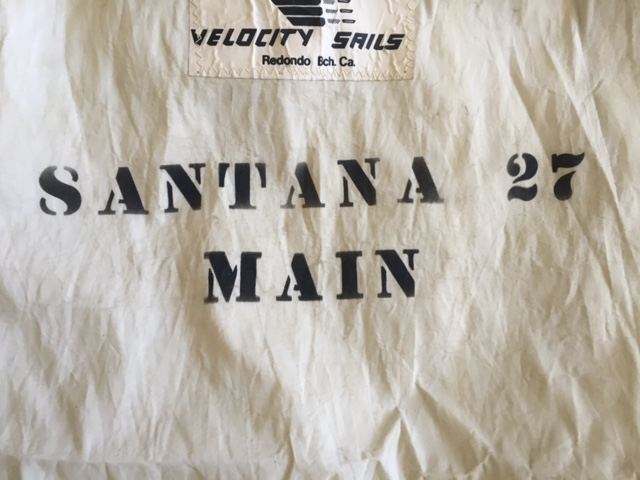 VELOCITY SAILS
Redondo Bch. Ca.
SANTANA 27
MAIN